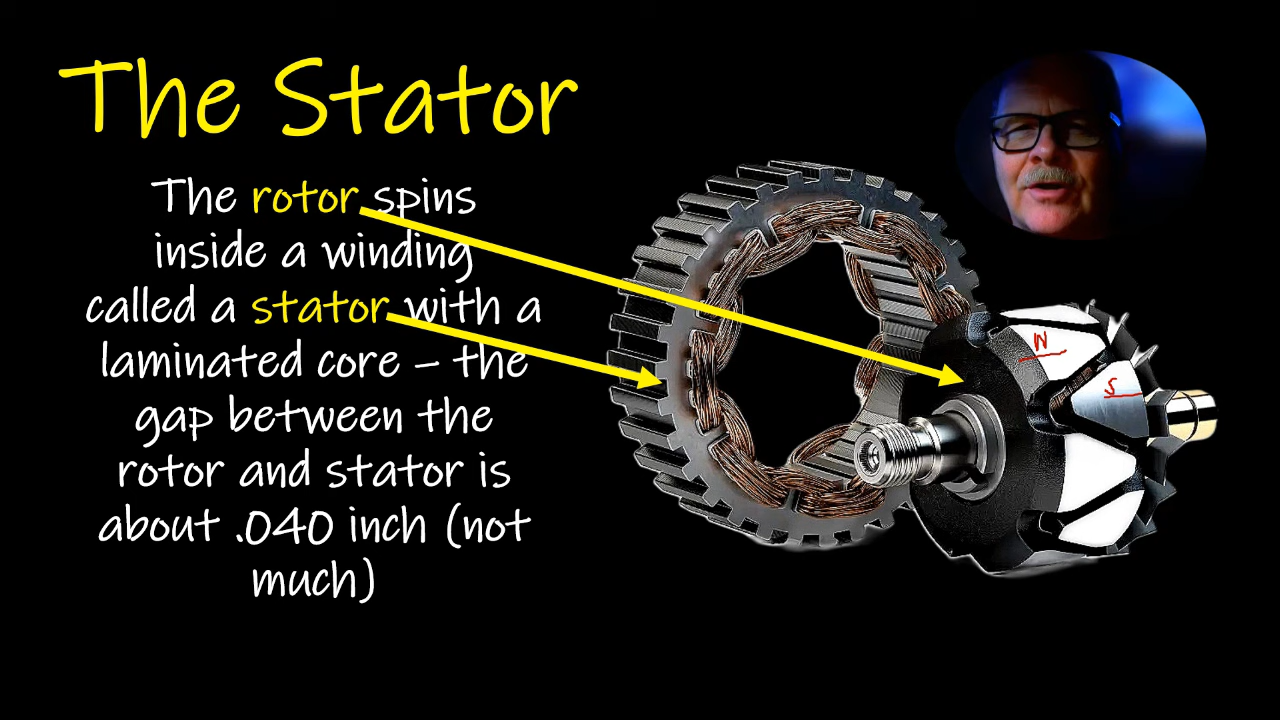 The Stator
The rotor spins
inside a winding
called a stator with a
laminated core – the
gap between the
rotor and stator is
about .040 inch (not
much)
N
S